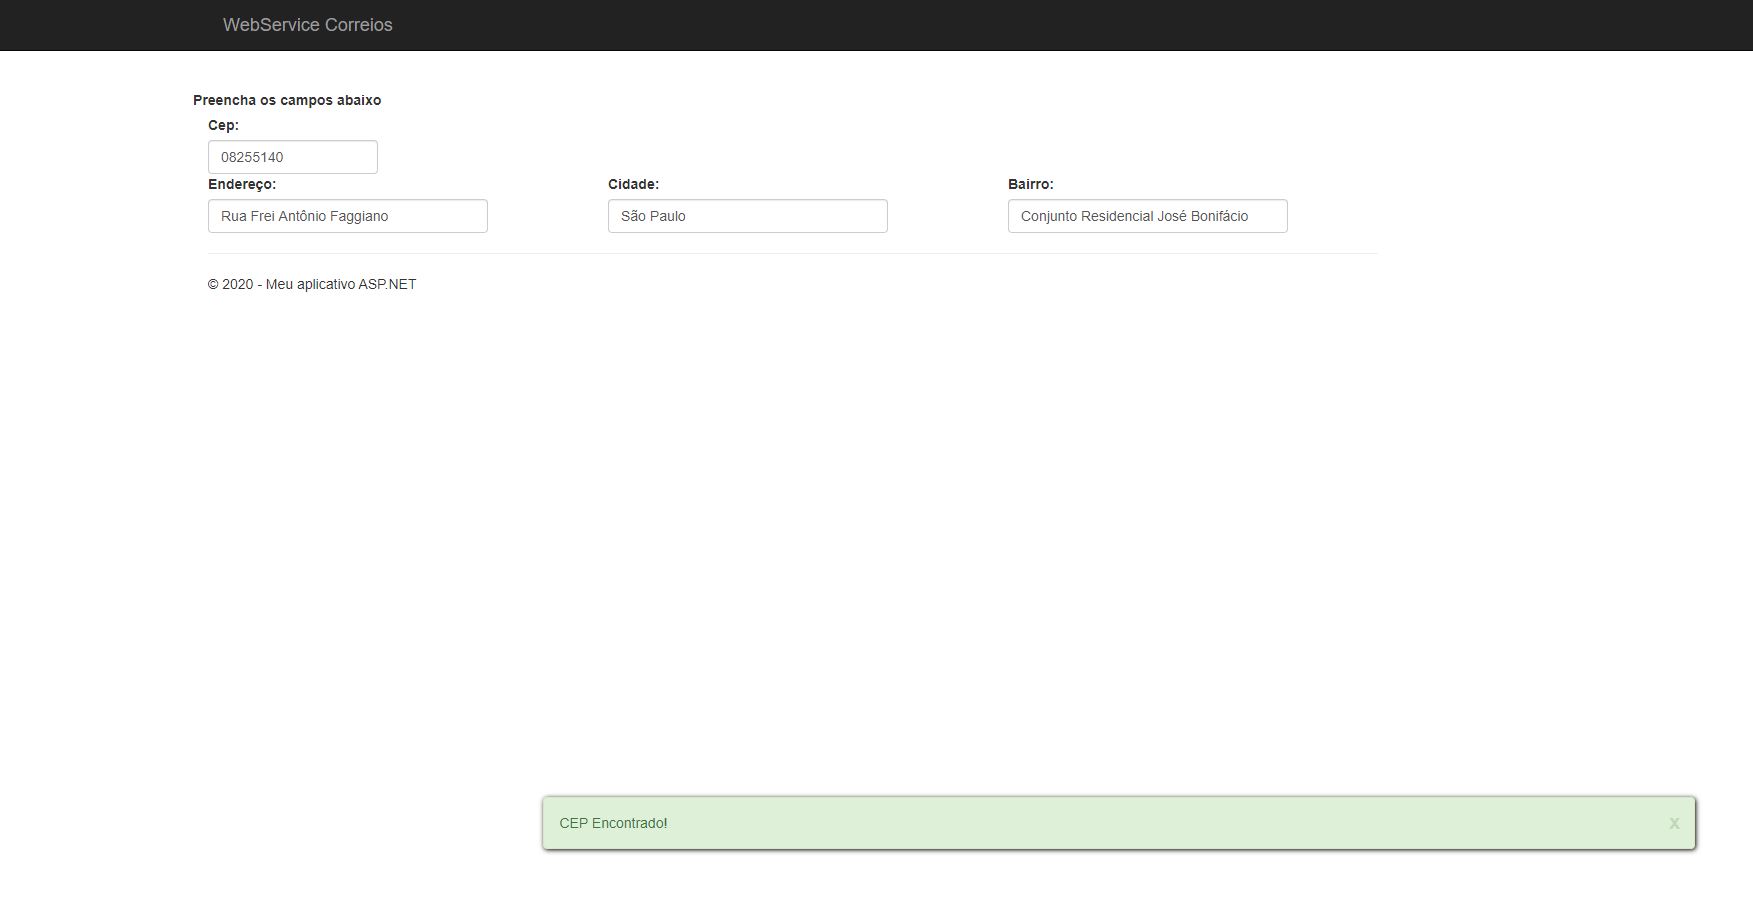 WebService Correios
Preencha os campos abaixo
Cep:
08255140
Endereço: Cidade: Bairro:
Rua Frei Antônio Faggiano São Paulo Conjunto Residencial José Bonifácio
© 2020 - Meu aplicativo ASP.NET
CEP Encontrado! x